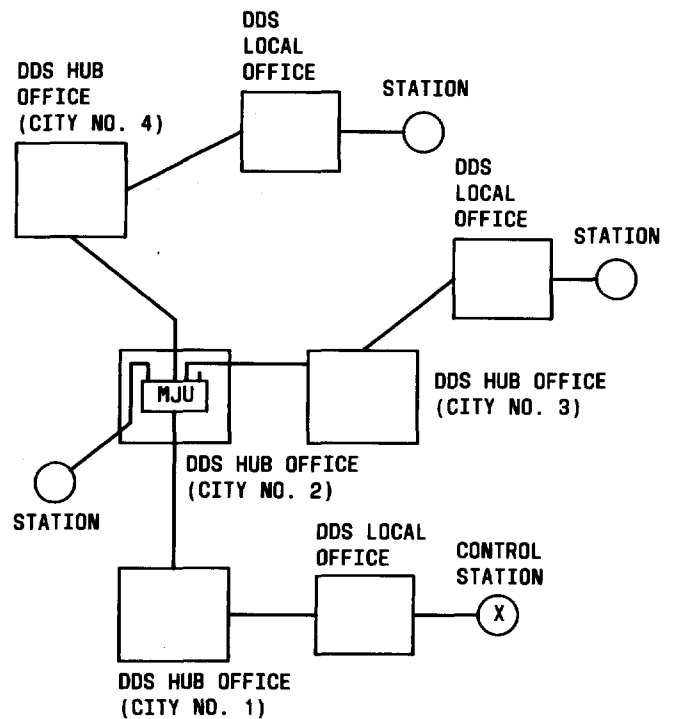 DDS
LOCAL
OFFICE
DDS HUB
OFFICE
(CITY NO. 4)
STATION
DDS
LOCAL
OFFICE
STATION
MJU
DDS HUB OFFICE
(CITY NO. 3)
DDS HUB OFFICE
(CITY NO. 2)
STATION
DDS LOCAL
OFFICE
CONTROL
STATION
X
DDS HUB OFFICE
(CITY NO. 1)